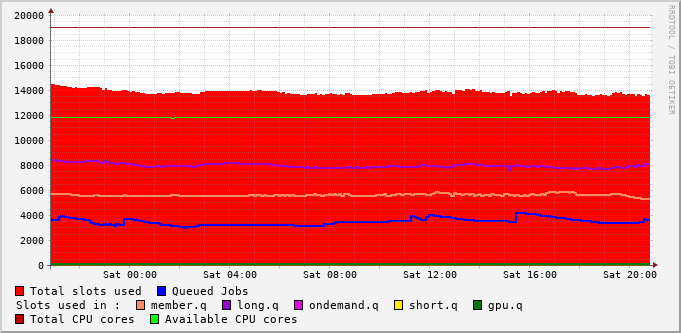 20000
18000
16000
14000
12000
10000
8000
6000
4000
2000
0
Sat 00:00 Sat 04:00 Sat 08:00 Sat 12:00 Sat 16:00 Sat 20:00
RRDTOOL / TOBI OETIKER
Total slots used Queued Jobs
Slots used in : member.q long.q ondemand.q short.q gpu.q
Total CPU cores Available CPU cores